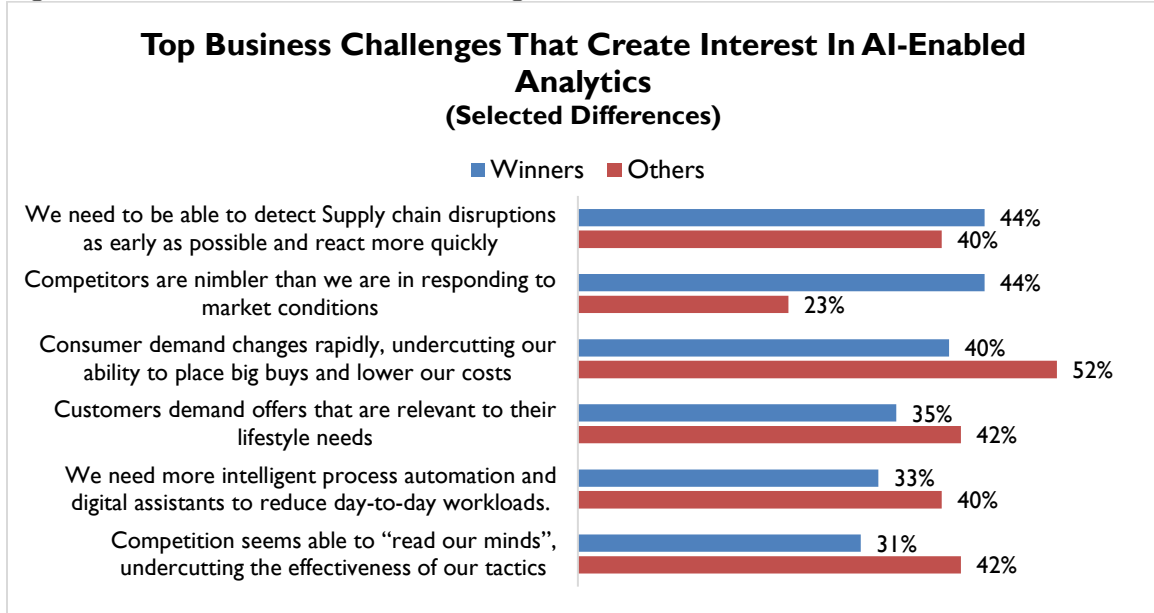 Top Business Challenges That Create Interest In AI-Enabled
Analytics
(Selected Differences)
Winners Others
We need to be able to detect Supply chain disruptions
as early as possible and react more quickly
44%
40%
Competitors are nimbler than we are in responding to
market conditions
44%
23%
Consumer demand changes rapidly, undercutting our
ability to place big buys and lower our costs
40%
52%
Customers demand offers that are relevant to their
lifestyle needs
35%
42%
We need more intelligent process automation and
digital assistants to reduce day-to-day workloads.
33%
40%
Competition seems able to “read our minds”,
undercutting the effectiveness of our tactics
31%
42%